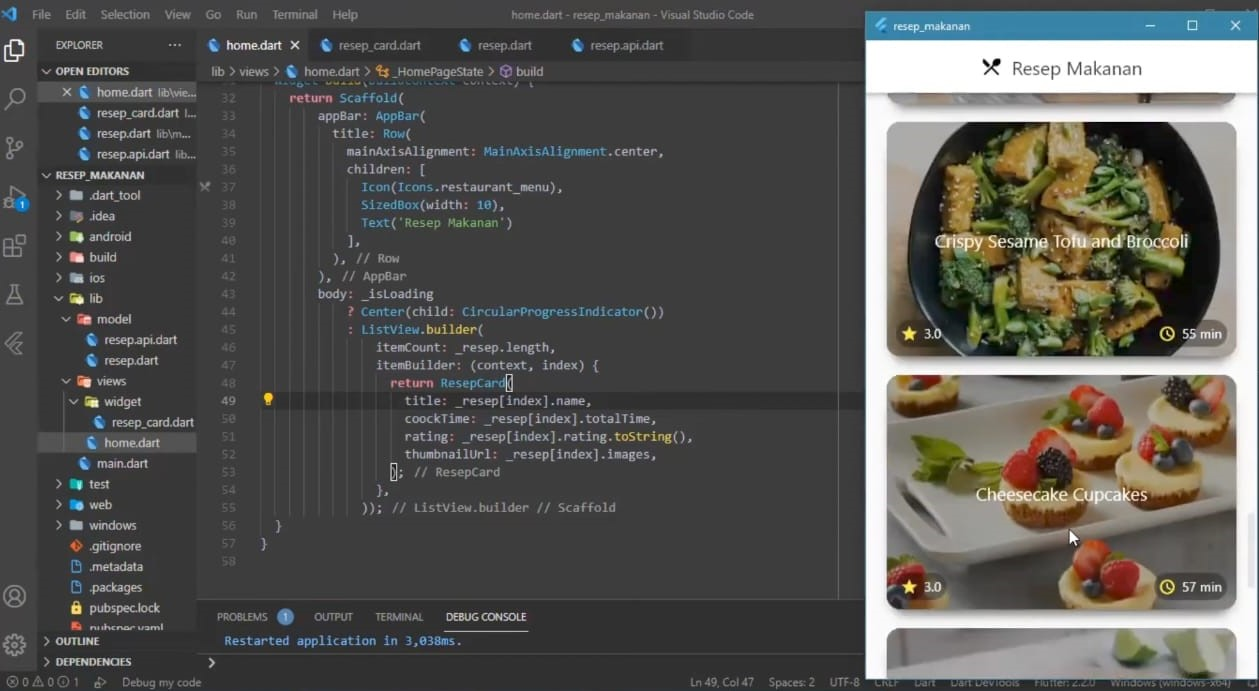 File Edit Selection View Go Run Terminal Help
home.dart - resep_makanan - Visual Studio Code
EXPLORER
OPEN EDITORS
home.dart lib\vie...
resep_card.dart l...
resep.dart lib\m...
resep.api.dart lib...
RESEP_MAKANAN
.dart_tool
.idea
android
build
ios
lib
model
resep.api.dart
resep.dart
views
widget
resep_card.dart
home.dart
main.dart
test
web
windows
.gitignore
.metadata
.packages
pubspec.lock
pubspec.yaml
OUTLINE
DEPENDENCIES
1
home.dart resep_card.dart resep.dart resep.api.dart
lib > views > home.dart > _HomePageState > build
32 return Scaffold(
33 appBar: AppBar(
34 title: Row(
35 mainAxisAlignment: MainAxisAlignment.center,
36 children: [
37 Icon(Icons.restaurant_menu),
38 SizedBox(width: 10),
39 Text('Resep Makanan')
40 ],
41 ), // Row
42 ), // AppBar
43 body: _isLoading
44 ? Center(child: CircularProgressIndicator())
45 : ListView.builder(
46 itemCount: _resep.length,
47 itemBuilder: (context, index) {
48 return ResepCard(
49 title: _resep[index].name,
50 coockTime: _resep[index].totalTime,
51 rating: _resep[index].rating.toString(),
52 thumbnailUrl: _resep[index].images,
53 ); // ResepCard
54 },
55 )); // ListView.builder // Scaffold
56 }
57 }
58
PROBLEMS 1 OUTPUT TERMINAL DEBUG CONSOLE
Restarted application in 3,038ms.
>
0 0 1 Debug my code
Ln 49, Col 47 Spaces: 2 UTF-8 CRLF Dart Dart DevTools Flutter: 2.2.0 Windows (windows-x64)
resep_makanan
Resep Makanan
Crispy Sesame Tofu and Broccoli
3.0 55 min
Cheesecake Cupcakes
3.0 57 min